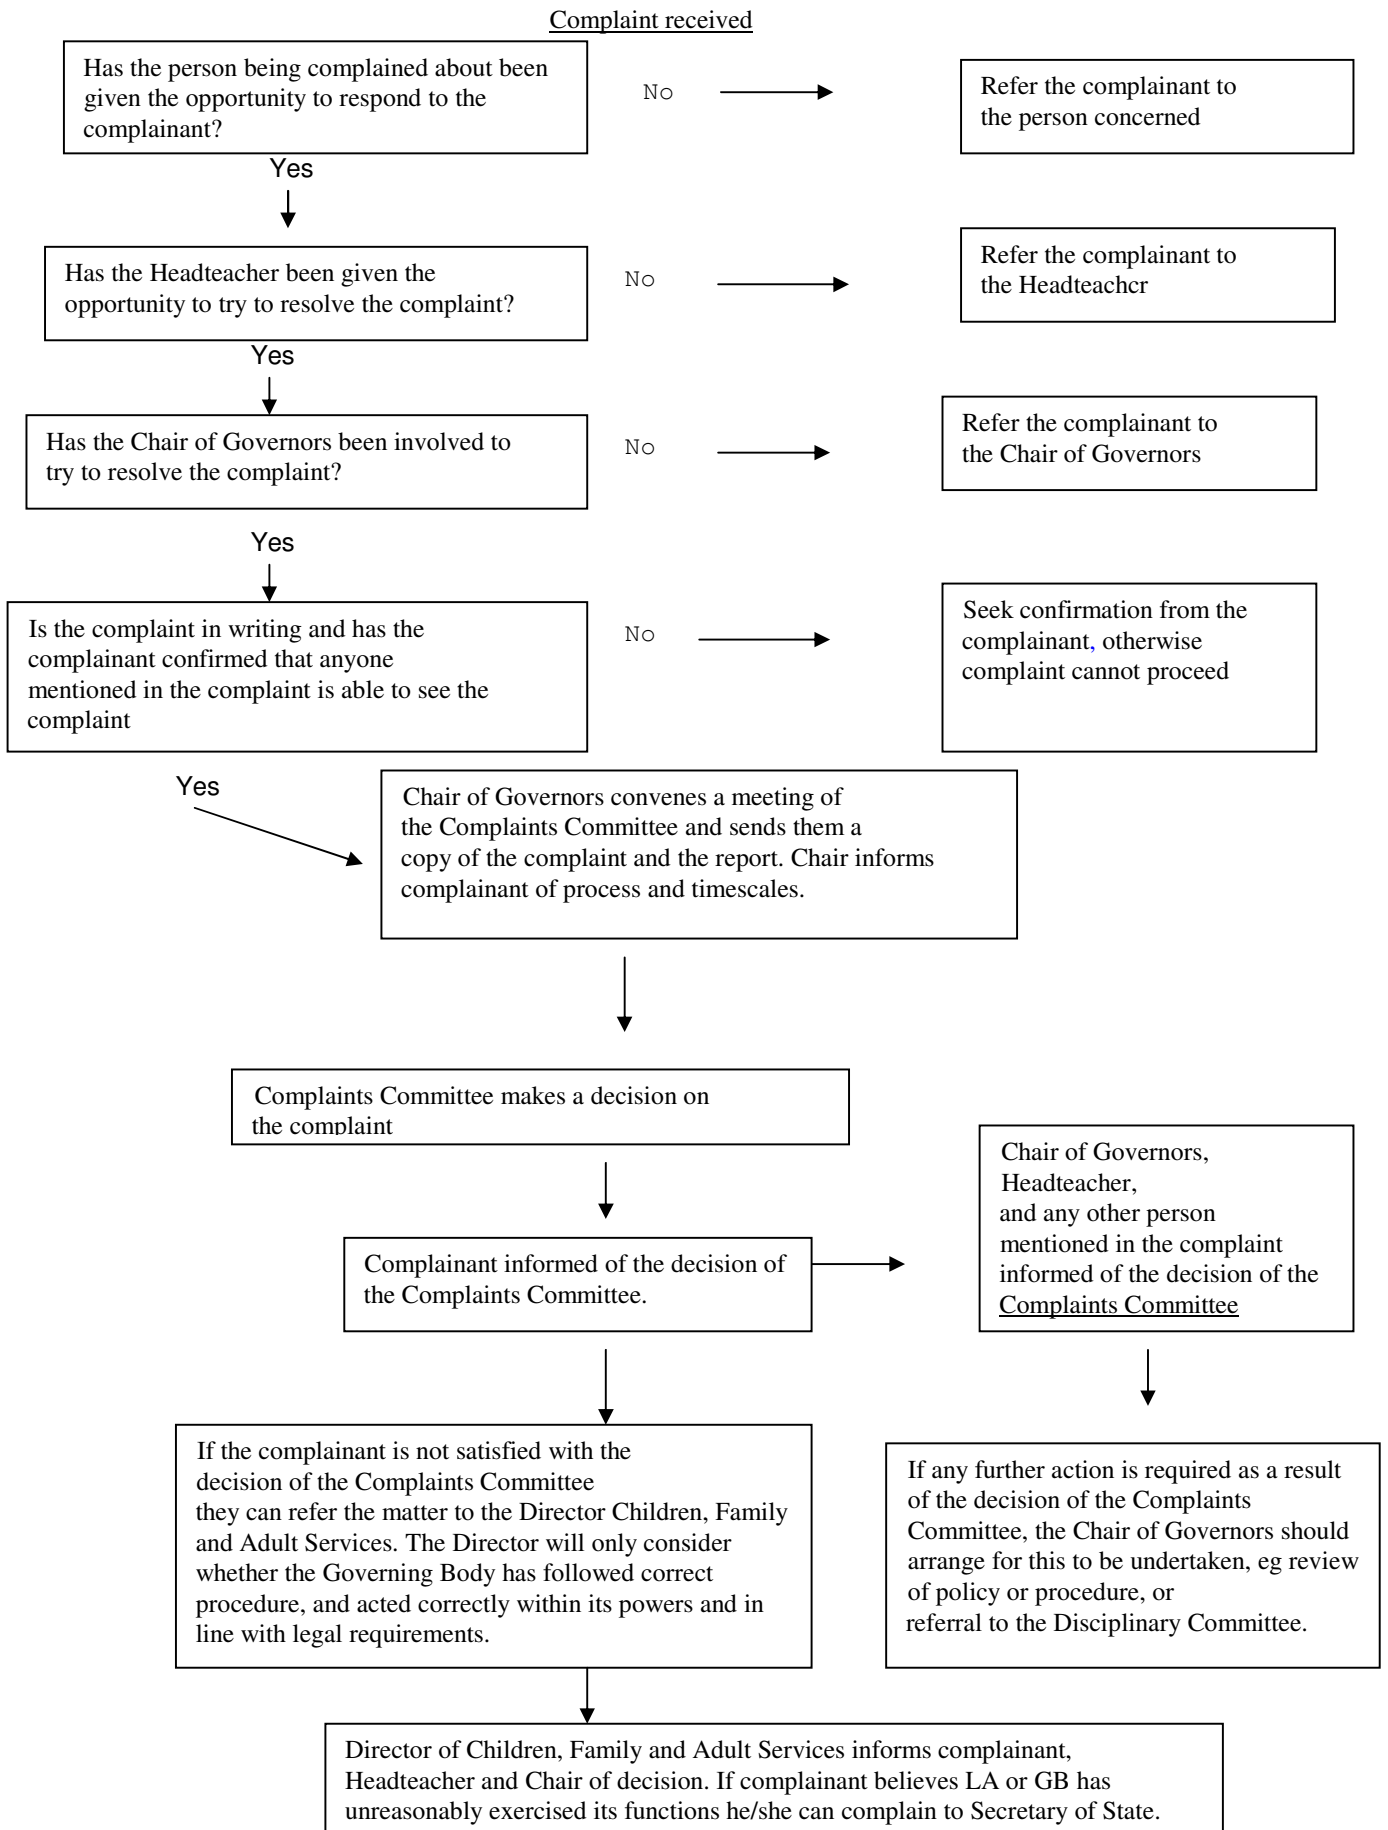 Complaint received
Has the person being complained about been
given the opportunity to respond to the
complainant?
No
Refer the complainant to
the person concerned
Yes
Has the Headteacher been given the
opportunity to try to resolve the complaint?
No
Refer the complainant to
the Headteachcr
Yes
Has the Chair of Governors been involved to
try to resolve the complaint?
No
Refer the complainant to
the Chair of Governors
Yes
Is the complaint in writing and has the
complainant confirmed that anyone
mentioned in the complaint is able to see the
complaint
No
Seek confirmation from the
complainant, otherwise
complaint cannot proceed
Yes
Chair of Governors convenes a meeting of
the Complaints Committee and sends them a
copy of the complaint and the report. Chair informs
complainant of process and timescales.
Complaints Committee makes a decision on
the complaint
Complainant informed of the decision of
the Complaints Committee.
Chair of Governors,
Headteacher,
and any other person
mentioned in the complaint
informed of the decision of the
Complaints Committee
If the complainant is not satisfied with the
decision of the Complaints Committee
they can refer the matter to the Director Children, Family
and Adult Services. The Director will only consider
whether the Governing Body has followed correct
procedure, and acted correctly within its powers and in
line with legal requirements.
If any further action is required as a result
of the decision of the Complaints
Committee, the Chair of Governors should
arrange for this to be undertaken, eg review
of policy or procedure, or
referral to the Disciplinary Committee.
Director of Children, Family and Adult Services informs complainant,
Headteacher and Chair of decision. If complainant believes LA or GB has
unreasonably exercised its functions he/she can complain to Secretary of State.